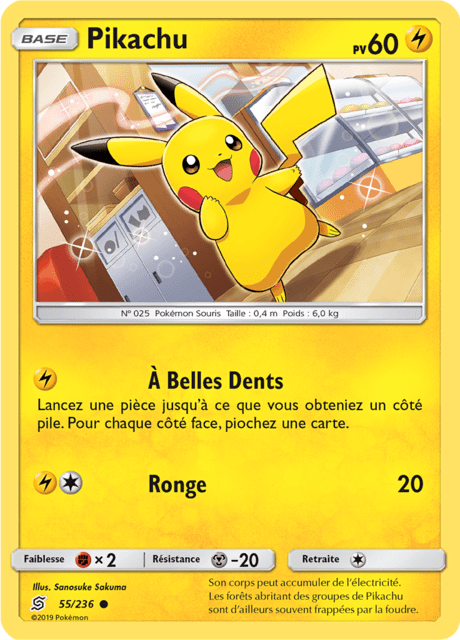 BASE Pikachu PV60
N° 025 Pokémon Souris Taille : 0,4 m Poids : 6,0 kg
À Belles Dents
Lancez une pièce jusqu'à ce que vous obteniez un côté
pile. Pour chaque côté face, piochez une carte.
Ronge 20
Faiblesse ×2 Résistance -20 Retraite
Illus. Sanosuke Sakuma
55/236
©2019 Pokémon
Son corps peut accumuler de l'électricité.
Les forêts abritant des groupes de Pikachu
sont d'ailleurs souvent frappées par la foudre.